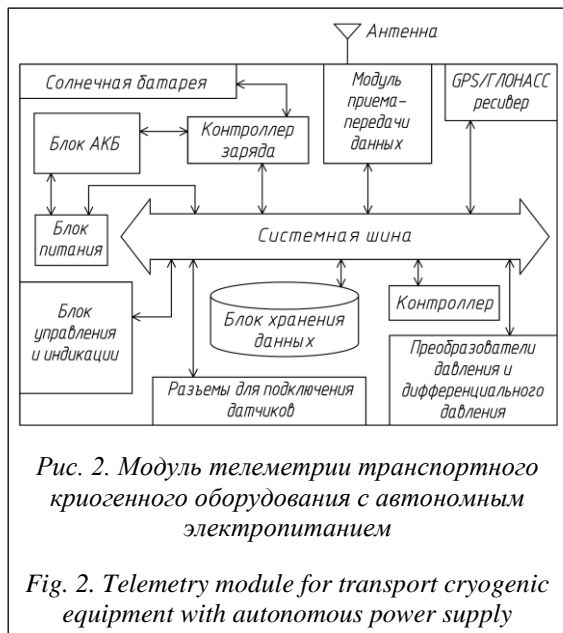 Антенна
Солнечная батарея
Модуль
приема-
передачи
данных
GPS/ГЛОНАСС
ресивер
Блок АКБ
Контроллер
заряда
Блок
питания
Системная шина
Блок
управления
и индикации
Блок хранения
данных
Контроллер
Преобразователи
давления и
дифференциального
давления
Разъемы для подключения
датчиков
Рис. 2. Модуль телеметрии транспортного
криогенного оборудования с автономным
электропитанием
Fig. 2. Telemetry module for transport cryogenic
equipment with autonomous power supply